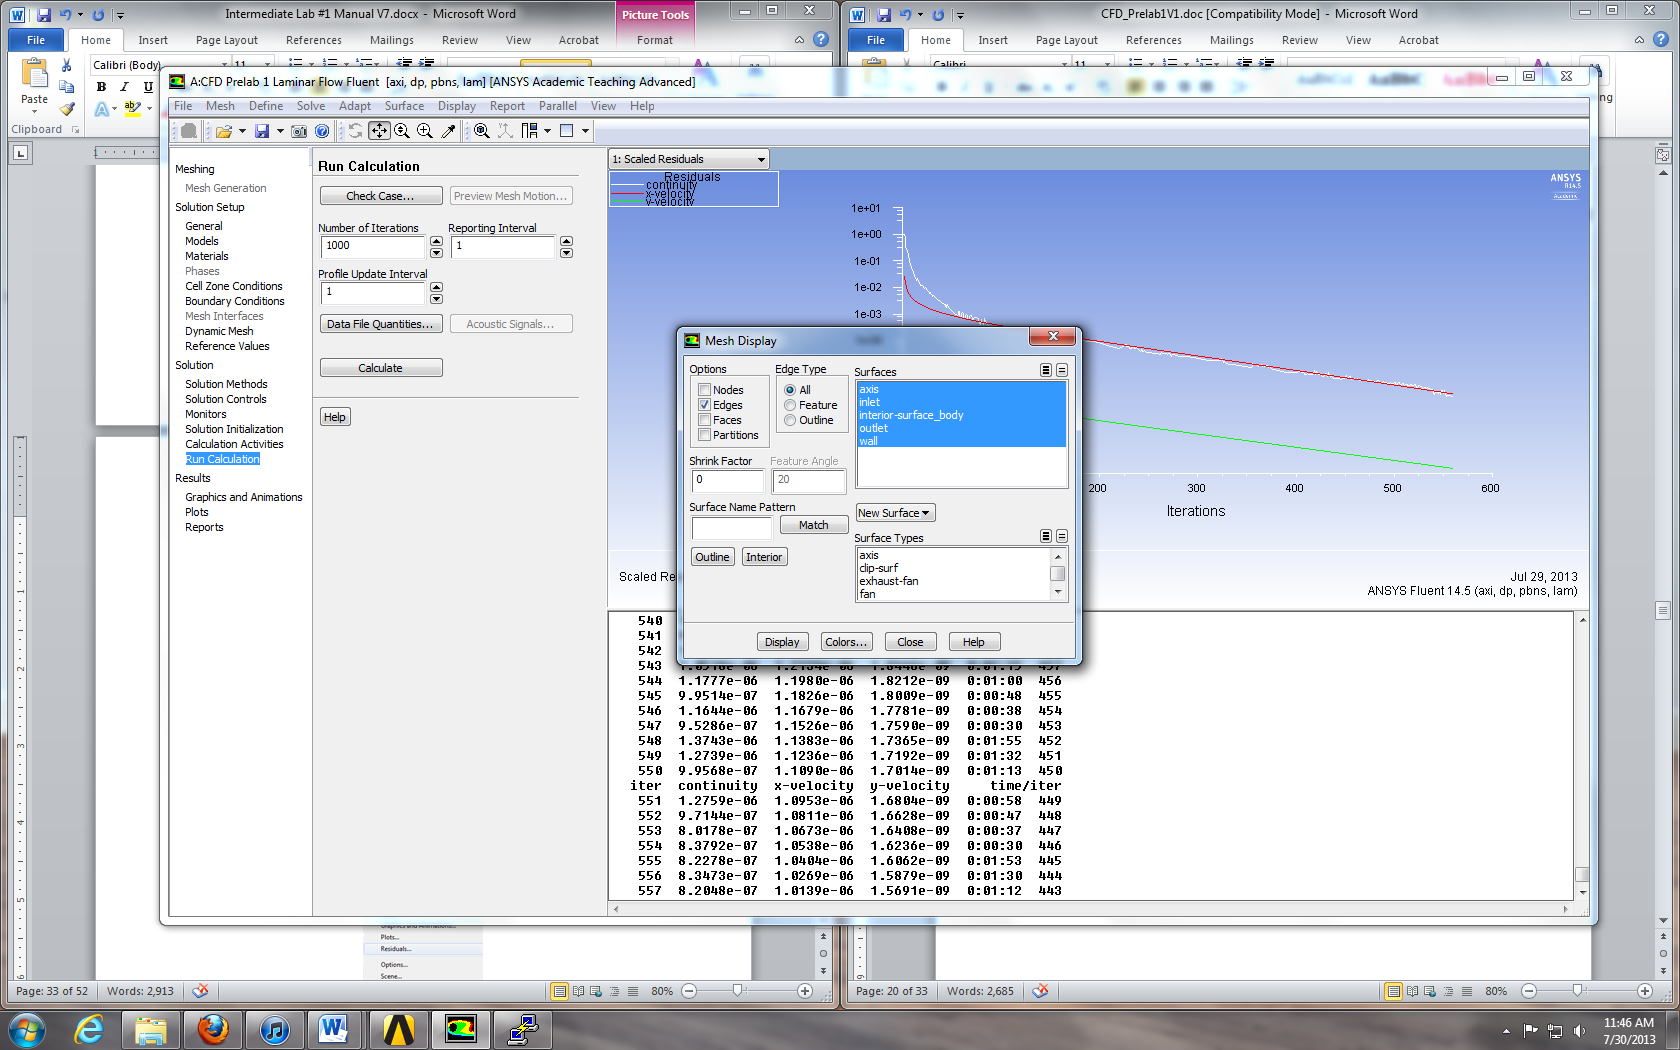 Intermediate Lab #1 Manual V7.docx - Microsoft Word
Picture Tools
CFD_Prelab1V1.doc [Compatibility Mode] - Microsoft Word
File Home Insert Page Layout References Mailings Review View Acrobat Format
File Home Insert Page Layout References Mailings Review View Acrobat
Calibri (Body)
11
Paste
B I U
Clipboard
A:CFD Prelab 1 Laminar Flow Fluent [axi, dp, pbns, lam] [ANSYS Academic Teaching Advanced]
File Mesh Define Solve Adapt Surface Display Report Parallel View Help
Meshing
Mesh Generation
Solution Setup
General
Models
Materials
Phases
Cell Zone Conditions
Boundary Conditions
Mesh Interfaces
Dynamic Mesh
Reference Values
Solution
Solution Methods
Solution Controls
Monitors
Solution Initialization
Calculation Activities
Run Calculation
Results
Graphics and Animations
Plots
Reports
Run Calculation
Check Case...
Preview Mesh Motion...
Number of Iterations
Reporting Interval
1000
1
Profile Update Interval
1
Data File Quantities...
Acoustic Signals...
Calculate
Help
1: Scaled Residuals
Residuals
continuity
x-velocity
y-velocity
ANSYS
R14.5
Academic
1e+01
1e+00
1e-01
1e-02
1e-03
200 300 400 500 600
Iterations
Scaled Re
Jul 29, 2013
ANSYS Fluent 14.5 (axi, dp, pbns, lam)
Mesh Display
Options
Nodes
Edges
Faces
Partitions
Edge Type
All
Feature
Outline
Shrink Factor
0
Feature Angle
20
Surface Name Pattern
Match
Outline
Interior
Surfaces
axis
inlet
interior-surface_body
outlet
wall
New Surface
Surface Types
axis
clip-surf
exhaust-fan
fan
Display
Colors...
Close
Help
540
541
542
543
544 1.1777e-06 1.1980e-06 1.8212e-09 0:01:00 456
545 9.9514e-07 1.1826e-06 1.8009e-09 0:00:48 455
546 1.1644e-06 1.1679e-06 1.7781e-09 0:00:38 454
547 9.5286e-07 1.1526e-06 1.7590e-09 0:00:30 453
548 1.3743e-06 1.1383e-06 1.7365e-09 0:01:55 452
549 1.2739e-06 1.1236e-06 1.7192e-09 0:01:32 451
550 9.9568e-07 1.1090e-06 1.7014e-09 0:01:13 450
iter continuity x-velocity y-velocity time/iter
551 1.2759e-06 1.0953e-06 1.6804e-09 0:00:58 449
552 9.7144e-07 1.0811e-06 1.6628e-09 0:00:47 448
553 8.0178e-07 1.0673e-06 1.6408e-09 0:00:37 447
554 8.3792e-07 1.0538e-06 1.6236e-09 0:00:30 446
555 8.2278e-07 1.0404e-06 1.6062e-09 0:01:53 445
556 8.3473e-07 1.0269e-06 1.5879e-09 0:01:30 444
557 8.2048e-07 1.0139e-06 1.5691e-09 0:01:12 443
Plots...
Residuals...
Options...
Scene...
Page: 33 of 52 Words: 2,913 80%
Page: 20 of 33 Words: 2,685 80%
11:46 AM
7/30/2013